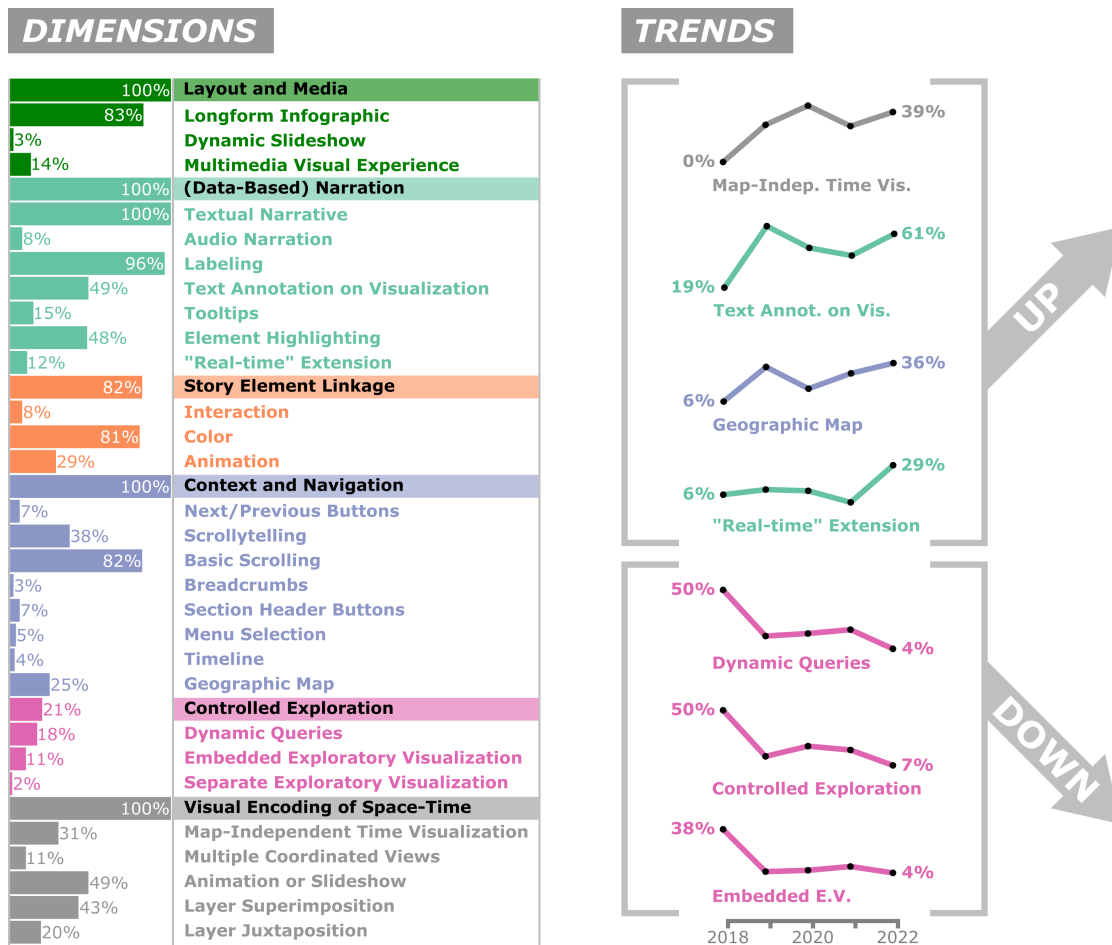 DIMENSIONS
100% Layout and Media
83% Longform Infographic
3% Dynamic Slideshow
14% Multimedia Visual Experience
100% (Data-Based) Narration
100% Textual Narrative
8% Audio Narration
96% Labeling
49% Text Annotation on Visualization
15% Tooltips
48% Element Highlighting
12% "Real-time" Extension
82% Story Element Linkage
8% Interaction
81% Color
29% Animation
100% Context and Navigation
7% Next/Previous Buttons
38% Scrollytelling
82% Basic Scrolling
3% Breadcrumbs
7% Section Header Buttons
5% Menu Selection
4% Timeline
25% Geographic Map
21% Controlled Exploration
18% Dynamic Queries
11% Embedded Exploratory Visualization
2% Separate Exploratory Visualization
100% Visual Encoding of Space-Time
31% Map-Independent Time Visualization
11% Multiple Coordinated Views
49% Animation or Slideshow
43% Layer Superimposition
20% Layer Juxtaposition
TRENDS
0% 39%
Map-Indep. Time Vis.
19% 61%
Text Annot. on Vis.
6% 36%
Geographic Map
6% 29%
"Real-time" Extension
UP
50% 4%
Dynamic Queries
50% 7%
Controlled Exploration
38% 4%
Embedded E.V.
DOWN
2018 2020 2022